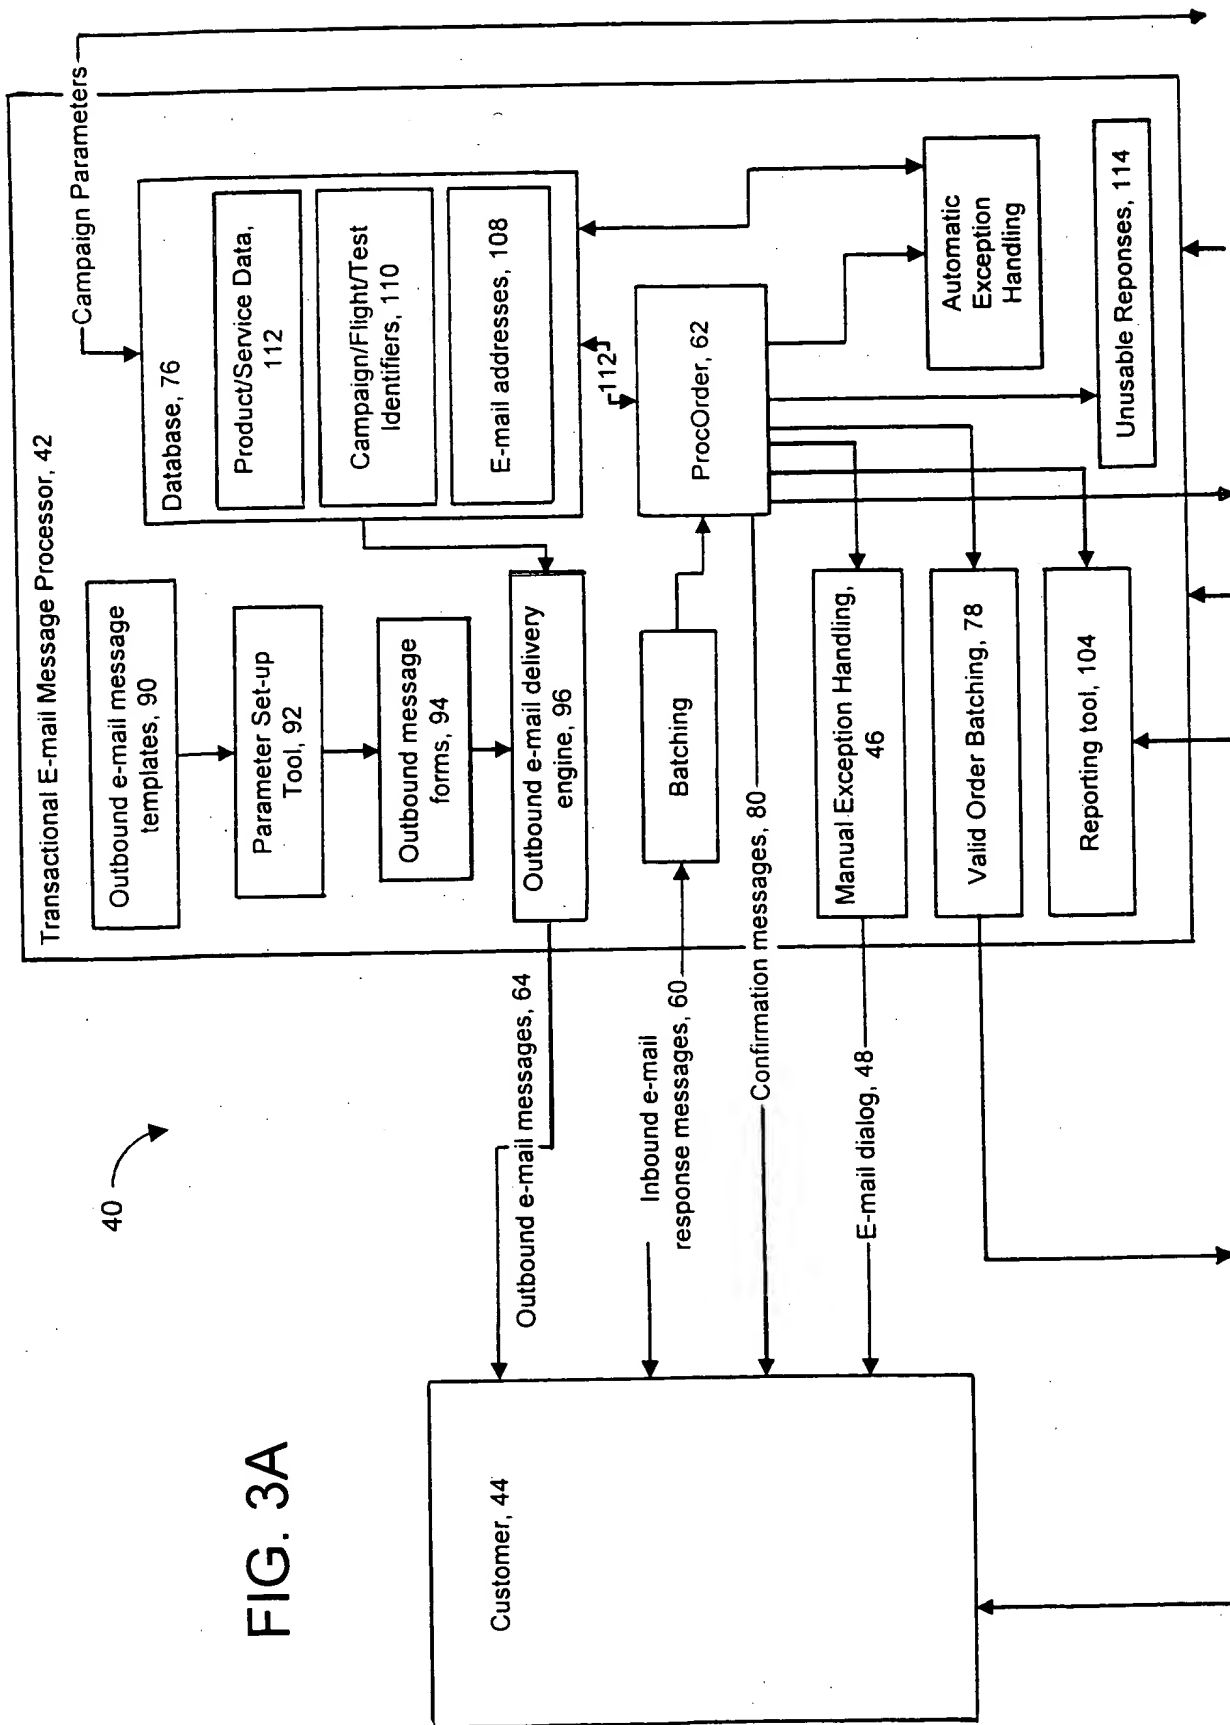 FIG. 3A
40
Customer, 44
Outbound e-mail messages, 64
Inbound e-mail
response messages, 60
Confirmation messages, 80
E-mail dialog, 48
Transactional E-mail Message Processor, 42
Campaign Parameters
Outbound e-mail message
templates, 90
Parameter Set-up
Tool, 92
Outbound message
forms, 94
Outbound e-mail delivery
engine, 96
Database, 76
Product/Service Data,
112
Campaign/Flight/Test
Identifiers, 110
E-mail addresses, 108
112
Batching
ProcOrder, 62
Manual Exception Handling,
46
Valid Order Batching, 78
Reporting tool, 104
Automatic
Exception
Handling
Unusable Reponses, 114